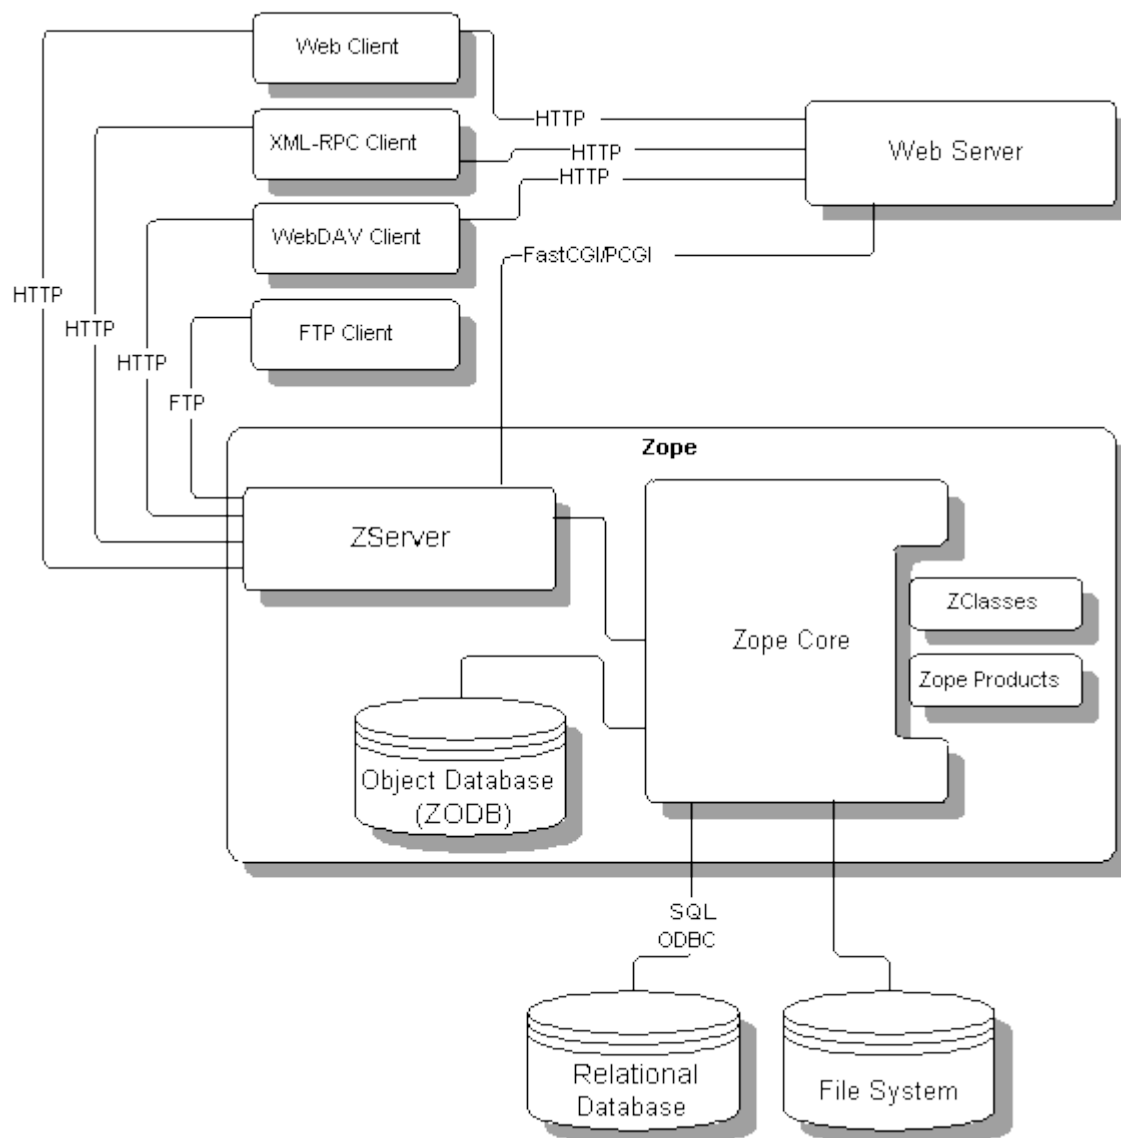 Web Client
HTTP
XML-RPC Client
HTTP
Web Server
HTTP
WebDAV Client
FastCGI/PCGI
HTTP
HTTP
FTP Client
HTTP
FTP
Zope
ZServer
ZClasses
Zope Core
Zope Products
Object Database
(ZODB)
SQL
ODBC
Relational
Database
File System